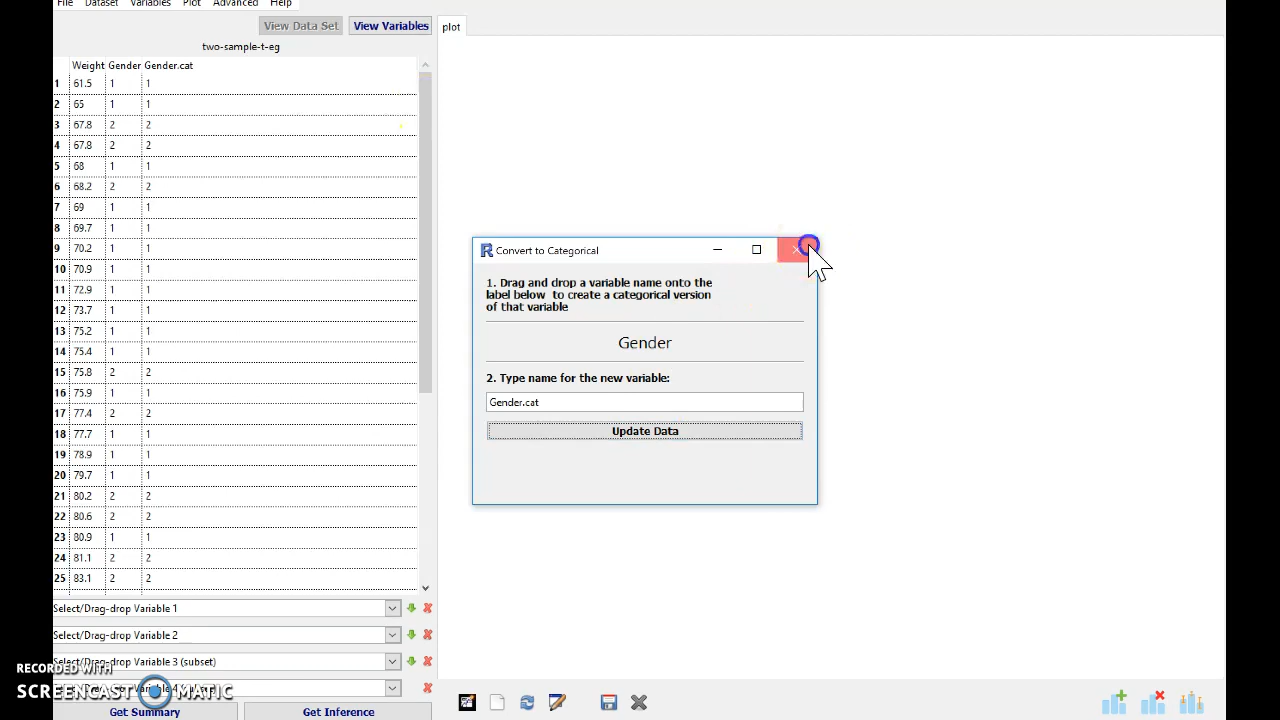 File Dataset Variables Plot Advanced Help
View Data Set View Variables plot
two-sample-t-eg
Weight Gender Gender.cat
1 61.5 1 1
2 65 1 1
3 67.8 2 2
4 67.8 2 2
5 68 1 1
6 68.2 2 2
7 69 1 1
8 69.7 1 1
9 70.2 1 1
10 70.9 1 1
11 72.9 1 1
12 73.7 1 1
13 75.2 1 1
14 75.4 1 1
15 75.8 2 2
16 75.9 1 1
17 77.4 2 2
18 77.7 1 1
19 78.9 1 1
20 79.7 1 1
21 80.2 2 2
22 80.6 2 2
23 80.9 1 1
24 81.1 2 2
25 83.1 2 2
Convert to Categorical
1. Drag and drop a variable name onto the
label below to create a categorical version
of that variable
Gender
2. Type name for the new variable:
Gender.cat
Update Data
Select/Drag-drop Variable 1
Select/Drag-drop Variable 2
Select/Drag-drop Variable 3 (subset)
RECORDED WITH
SCREENCAST MATIC
Get Summary Get Inference